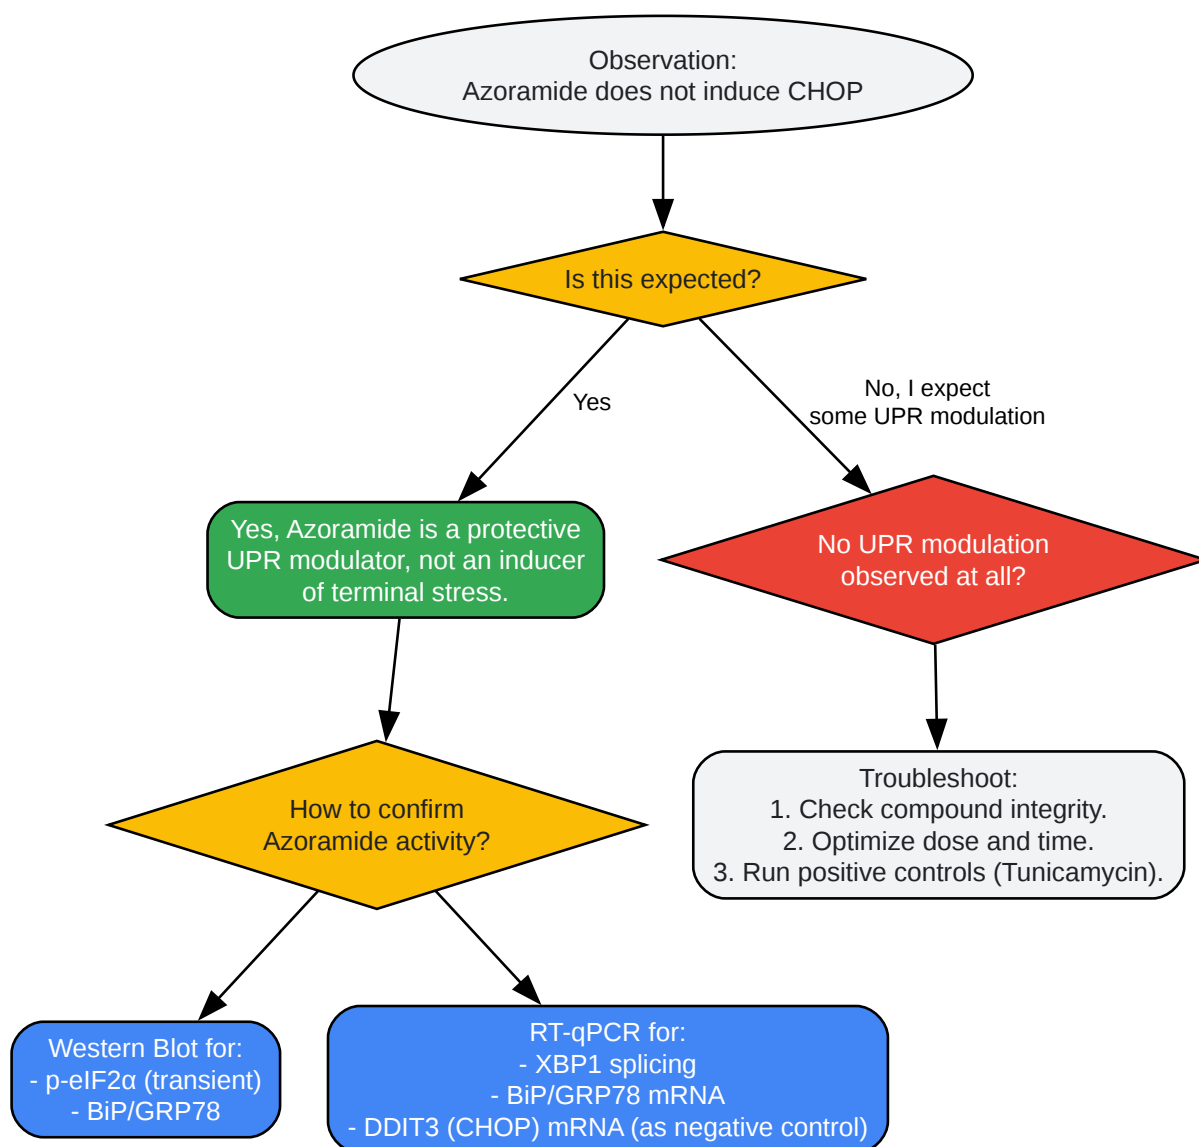 Observation:
Azoramide does not induce CHOP
Is this expected?
Yes
No, I expect
some UPR modulation
Yes, Azoramide is a protective
UPR modulator, not an inducer
of terminal stress.
No UPR modulation
observed at all?
How to confirm
Azoramide activity?
Troubleshoot:
1. Check compound integrity.
2. Optimize dose and time.
3. Run positive controls (Tunicamycin).
Western Blot for:
- p-eIF2α (transient)
- BiP/GRP78
RT-qPCR for:
- XBP1 splicing
- BiP/GRP78 mRNA
- DDIT3 (CHOP) mRNA (as negative control)